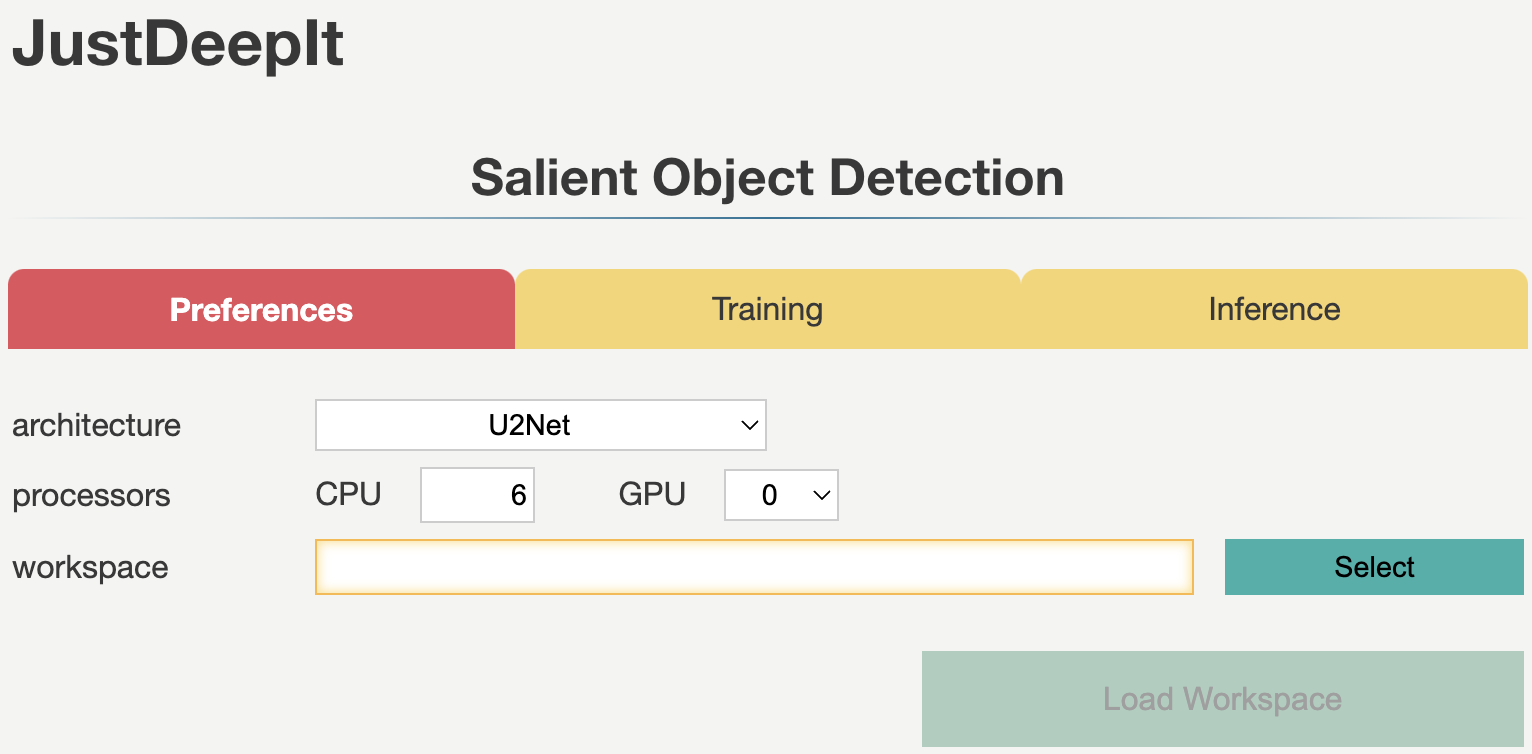 JustDeepIt
Salient Object Detection
Preferences Training Inference
architecture U2Net
processors CPU 6 GPU 0
workspace Select
Load Workspace